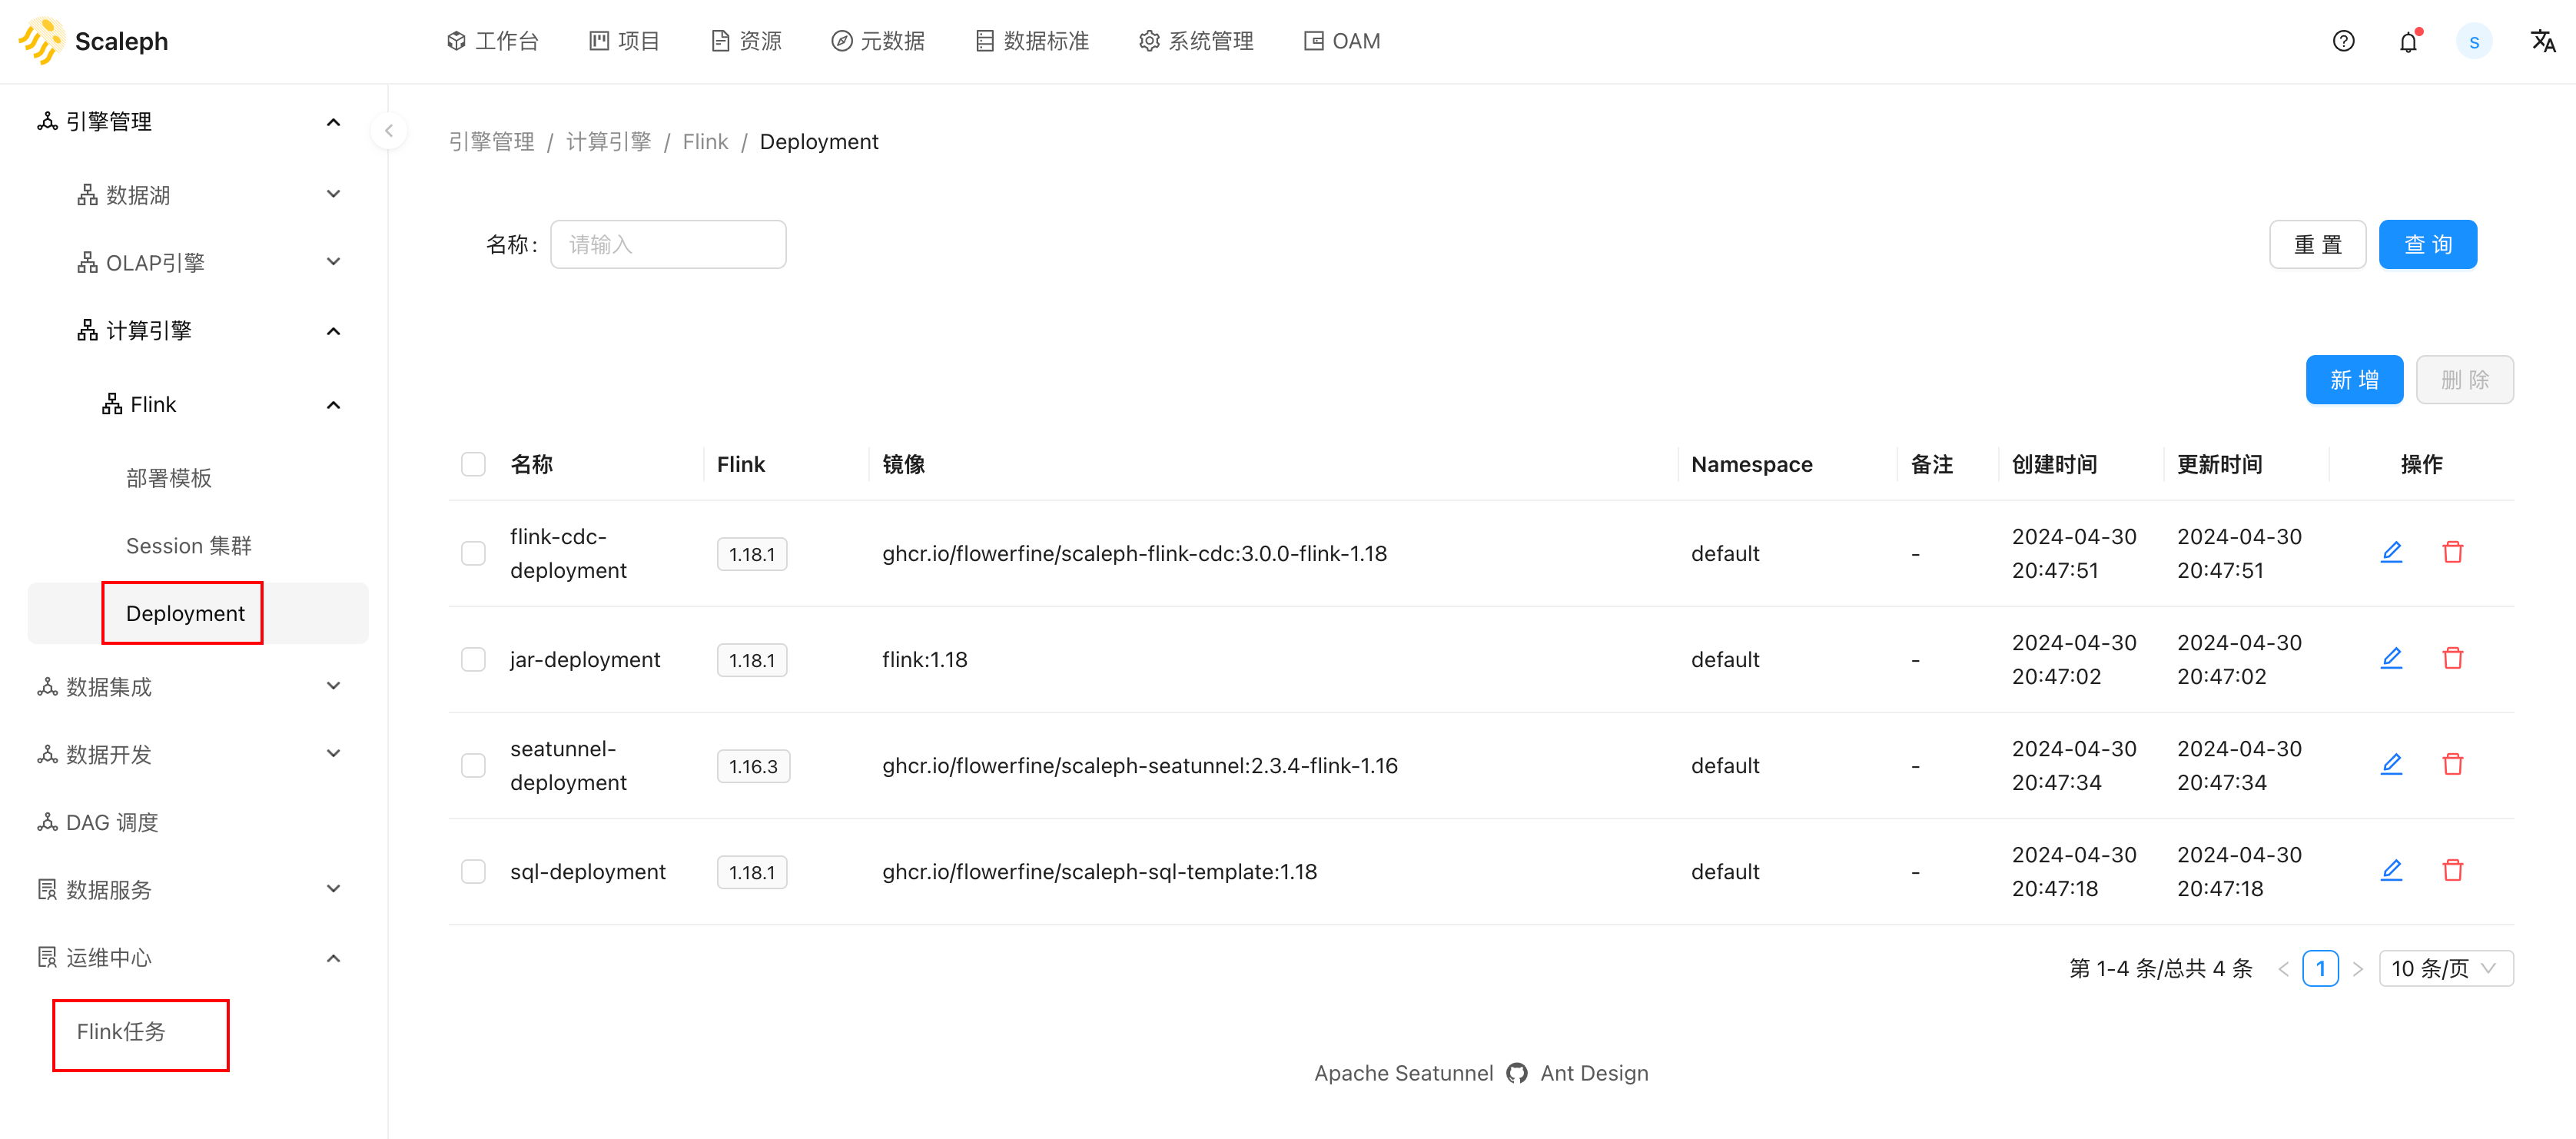 Scaleph
工作台
项目
资源
元数据
数据标准
系统管理
OAM
s
引擎管理
数据湖
OLAP引擎
计算引擎
Flink
部署模板
Session 集群
Deployment
数据集成
数据开发
DAG 调度
数据服务
运维中心
Flink任务
引擎管理 / 计算引擎 / Flink / Deployment
名称: 请输入
重 置
查 询
新 增
删 除
名称 Flink 镜像 Namespace 备注 创建时间 更新时间 操作
flink-cdc-
deployment
1.18.1
ghcr.io/flowerfine/scaleph-flink-cdc:3.0.0-flink-1.18
default
-
2024-04-30
20:47:51
2024-04-30
20:47:51
jar-deployment
1.18.1
flink:1.18
default
-
2024-04-30
20:47:02
2024-04-30
20:47:02
seatunnel-
deployment
1.16.3
ghcr.io/flowerfine/scaleph-seatunnel:2.3.4-flink-1.16
default
-
2024-04-30
20:47:34
2024-04-30
20:47:34
sql-deployment
1.18.1
ghcr.io/flowerfine/scaleph-sql-template:1.18
default
-
2024-04-30
20:47:18
2024-04-30
20:47:18
第 1-4 条/总共 4 条
1
10 条/页
Apache Seatunnel Ant Design